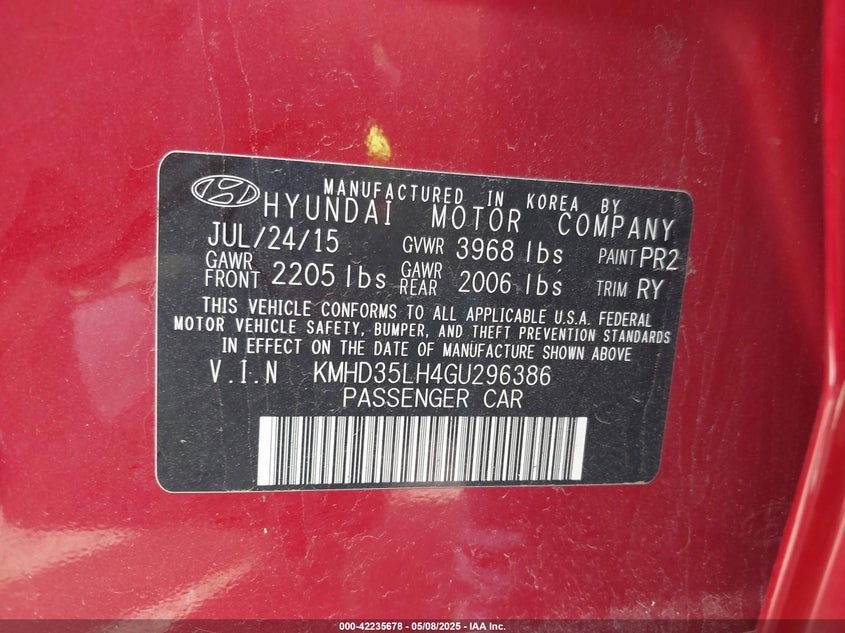 MANUFACTURED IN KOREA BY
HYUNDAI MOTOR COMPANY
JUL/24/15 GVWR 3968 lbs PAINT PR2
GAWR FRONT 2205 lbs GAWR REAR 2006 lbs TRIM RY
THIS VEHICLE CONFORMS TO ALL APPLICABLE U.S.A. FEDERAL
MOTOR VEHICLE SAFETY, BUMPER, AND THEFT PREVENTION STANDARDS
IN EFFECT ON THE DATE OF MANUFACTURE SHOWN ABOVE
V.I.N KMHD35LH4GU296386
PASSENGER CAR
000-42235678 - 05/08/2025 - IAA Inc.